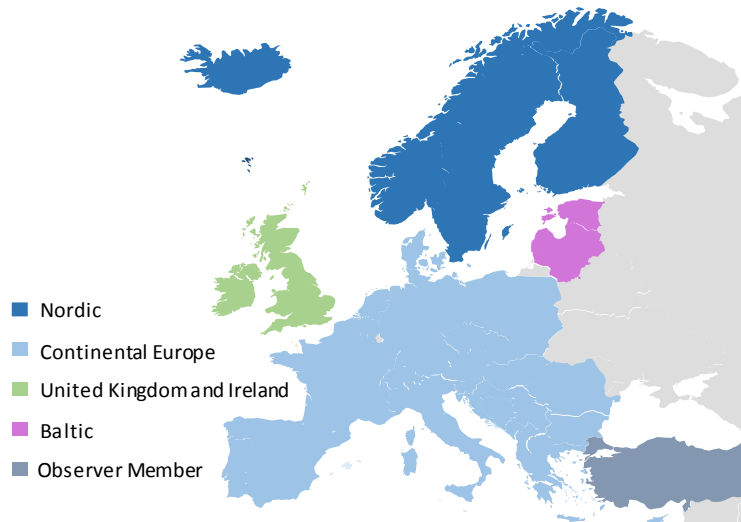 Nordic
Continental Europe
United Kingdom and Ireland
Baltic
Observer Member